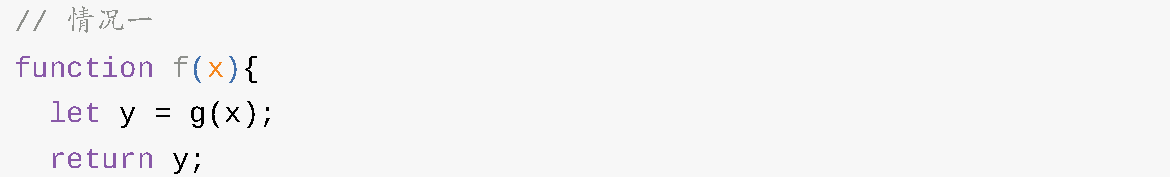 // 情况一
function f(x){
  let y = g(x);
  return y;